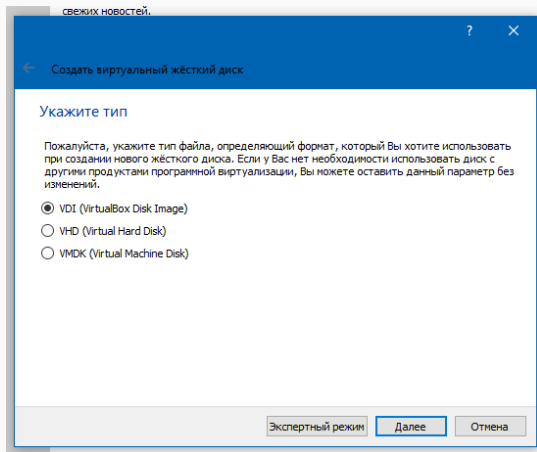 свежих новостей.
?
Создать виртуальный жёсткий диск
Укажите тип
Пожалуйста, укажите тип файла, определяющий формат, который Вы хотите использовать
при создании нового жёсткого диска. Если у Вас нет необходимости использовать диск с
другими продуктами программной виртуализации, Вы можете оставить данный параметр без
изменений.
VDI (VirtualBox Disk Image)
VHD (Virtual Hard Disk)
VMDK (Virtual Machine Disk)
Экспертный режим Далее Отмена